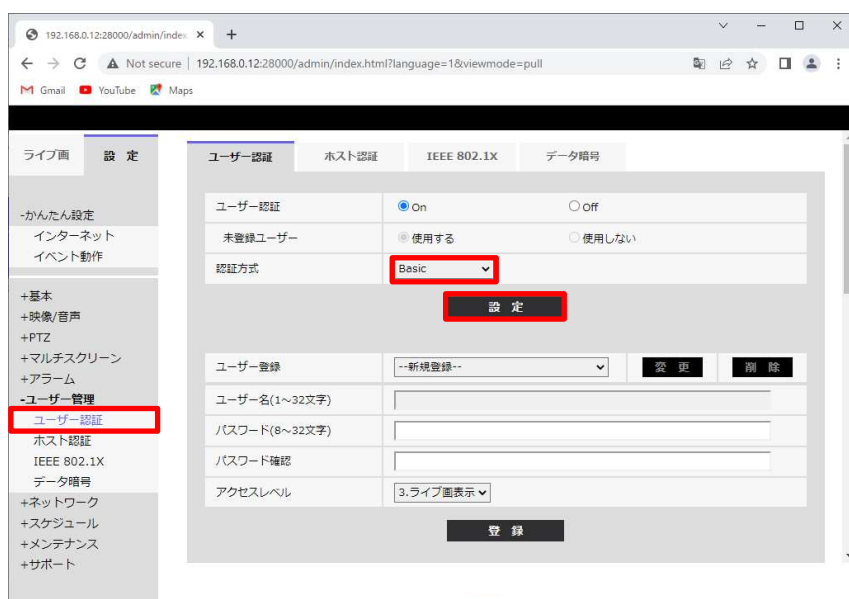 192.168.0.12:28000/admin/index
Not secure 192.168.0.12:28000/admin/index.html?language=1&viewmode=pull
Gmail YouTube Maps
ライブ画 設 定
ユーザー認証 ホスト認証 IEEE 802.1X データ暗号
-かんたん設定
インターネット
イベント動作
+基本
+映像/音声
+PTZ
+マルチスクリーン
+アラーム
-ユーザー管理
ユーザー認証
ホスト認証
IEEE 802.1X
データ暗号
+ネットワーク
+スケジュール
+メンテナンス
+サポート
ユーザー認証 On Off
未登録ユーザー 使用する 使用しない
認証方式 Basic
設 定
ユーザー登録 --新規登録-- 変 更 削 除
ユーザー名(1～32文字)
パスワード(8～32文字)
パスワード確認
アクセスレベル 3.ライブ画表示
登 録